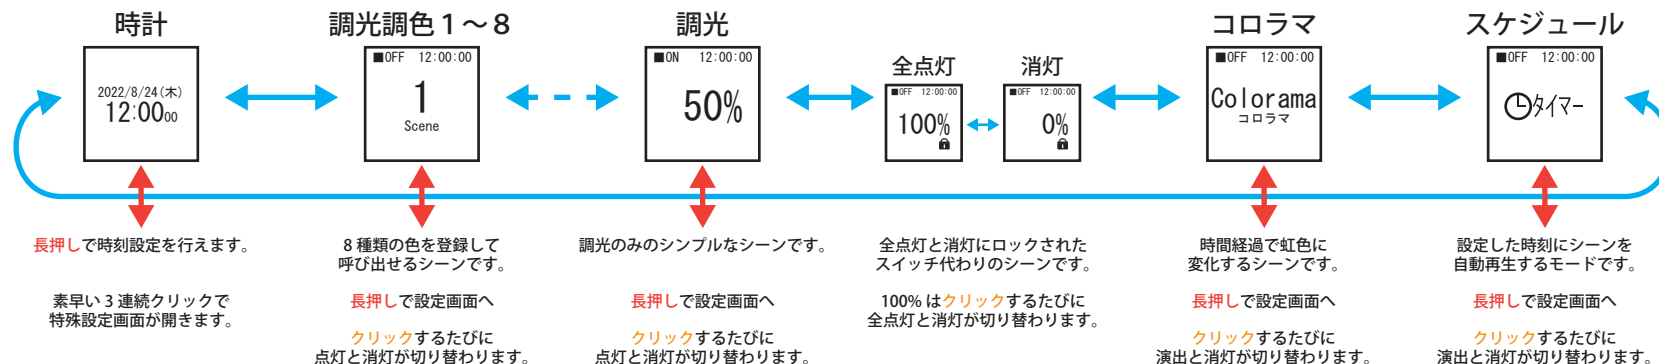 時計
2022/8/24(木)
12:00 00
長押しで時刻設定を行えます。
素早い3連続クリックで
特殊設定画面が開きます。
調光調色1～8
■OFF 12:00:00
1
Scene
8種類の色を登録して
呼び出せるシーンです。
長押しで設定画面へ
クリックするたびに
点灯と消灯が切り替わります。
調光
■ON 12:00:00
50%
調光のみのシンプルなシーンです。
長押しで設定画面へ
クリックするたびに
点灯と消灯が切り替わります。
全点灯
■OFF 12:00:00
100%
消灯
■OFF 12:00:00
0%
全点灯と消灯にロックされた
スイッチ代わりのシーンです。
100%はクリックするたびに
全点灯と消灯が切り替わります。
コロラマ
■OFF 12:00:00
Colorama
コロラマ
時間経過で虹色に
変化するシーンです。
長押しで設定画面へ
クリックするたびに
演出と消灯が切り替わります。
スケジュール
■OFF 12:00:00
タイマー
設定した時刻にシーンを
自動再生するモードです。
長押しで設定画面へ
クリックするたびに
演出と消灯が切り替わります。